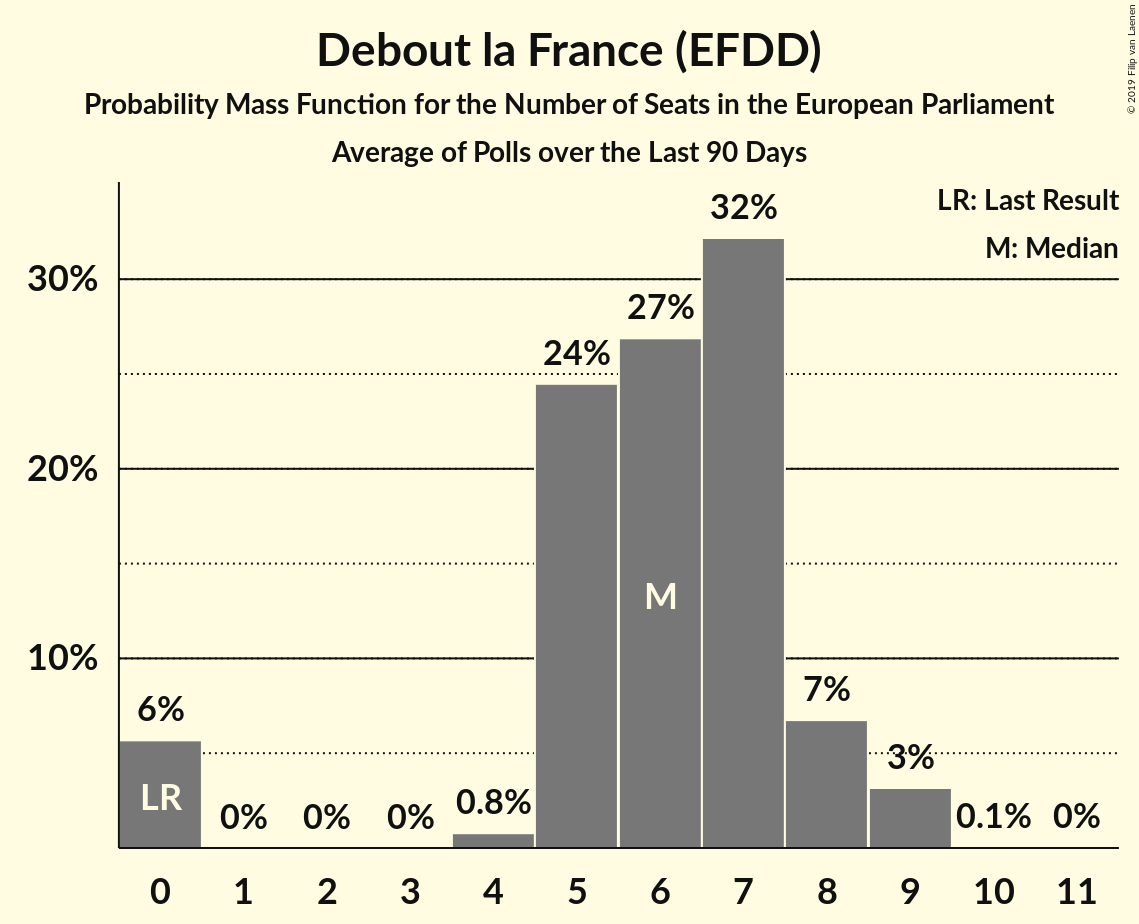 Debout la France (EFDD)
Probability Mass Function for the Number of Seats in the European Parliament
Average of Polls over the Last 90 Days
© 2019 Filip van Laenen
LR: Last Result
M: Median
30%
20%
10%
6%
0%
0%
0%
0.8%
24%
27%
32%
7%
3%
0.1%
0%
LR
M
0 1 2 3 4 5 6 7 8 9 10 11